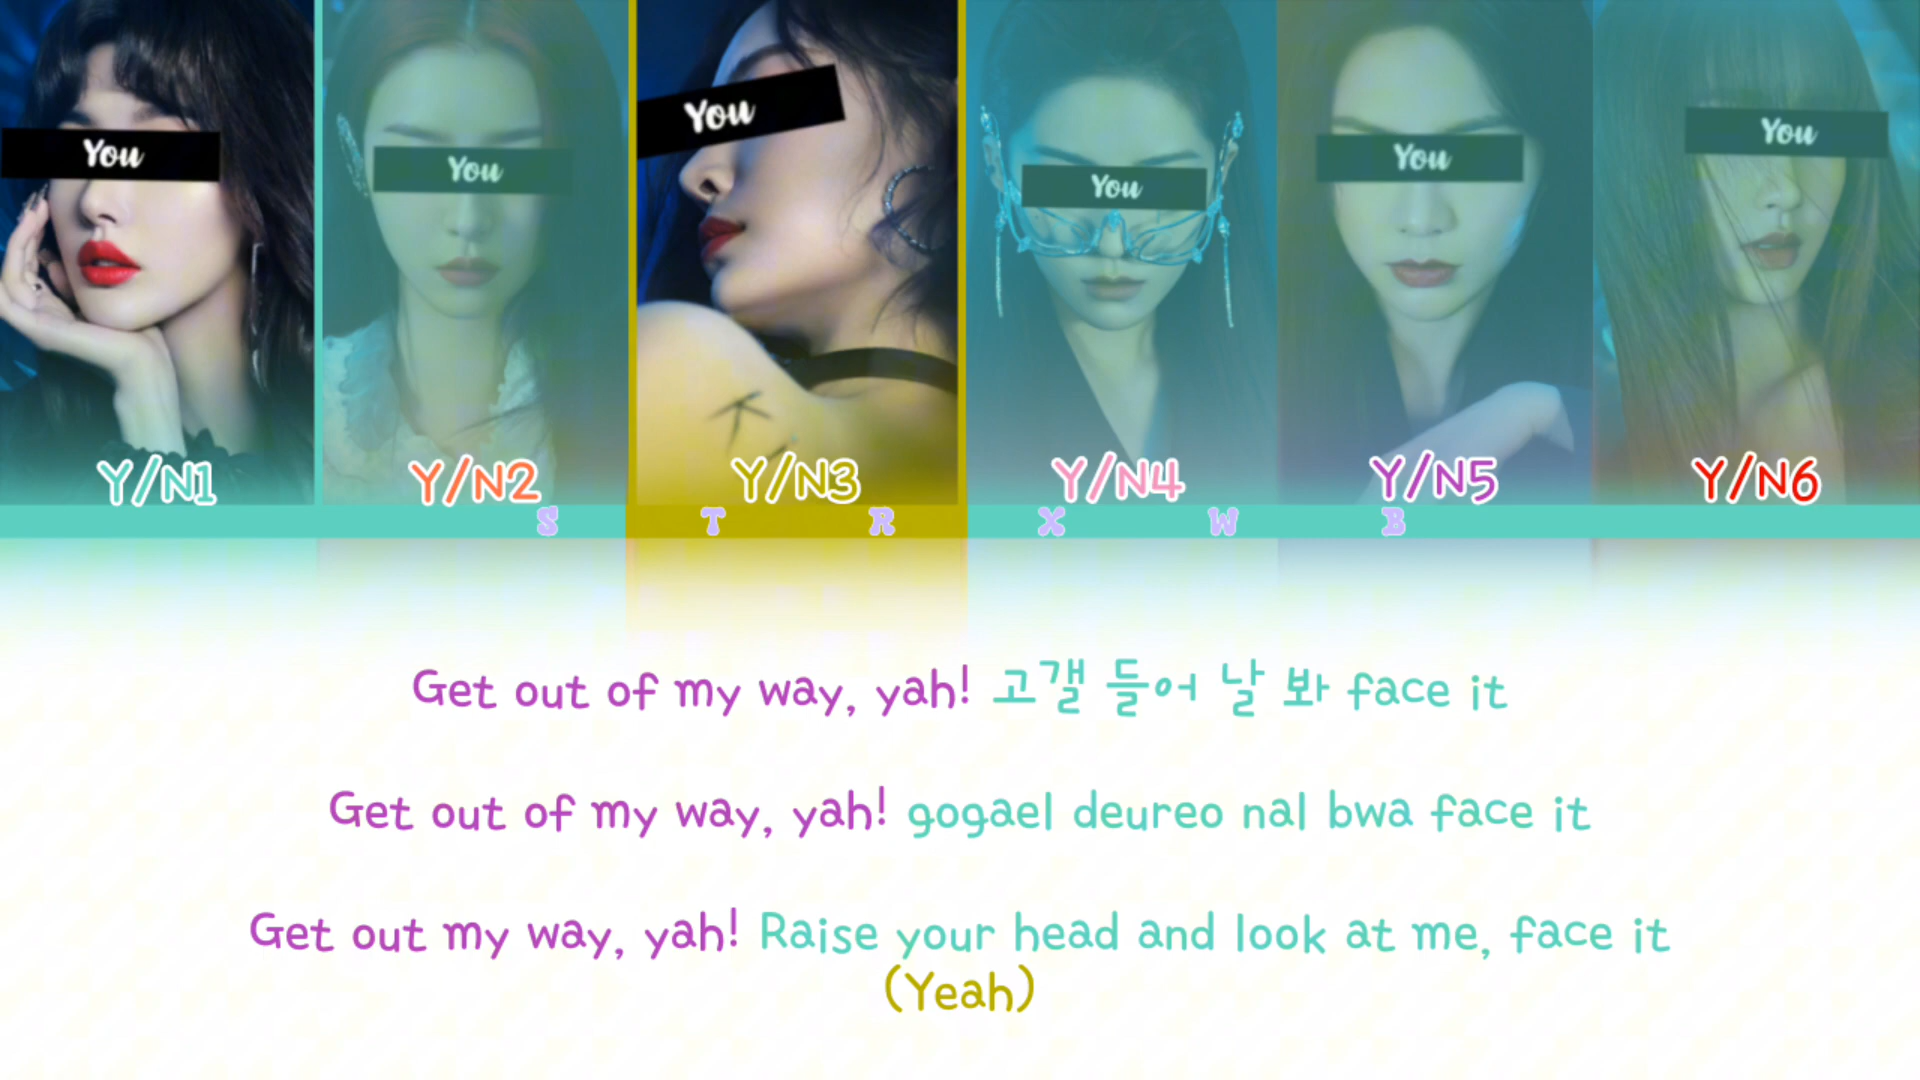 You You You You You You
Y/N1 Y/N2 Y/N3 Y/N4 Y/N5 Y/N6
S T R X W B
Get out of my way, yah! 고갤 들어 날 봐 face it
Get out of my way, yah! gogael deureo nal bwa face it
Get out my way, yah! Raise your head and look at me, face it
(Yeah)